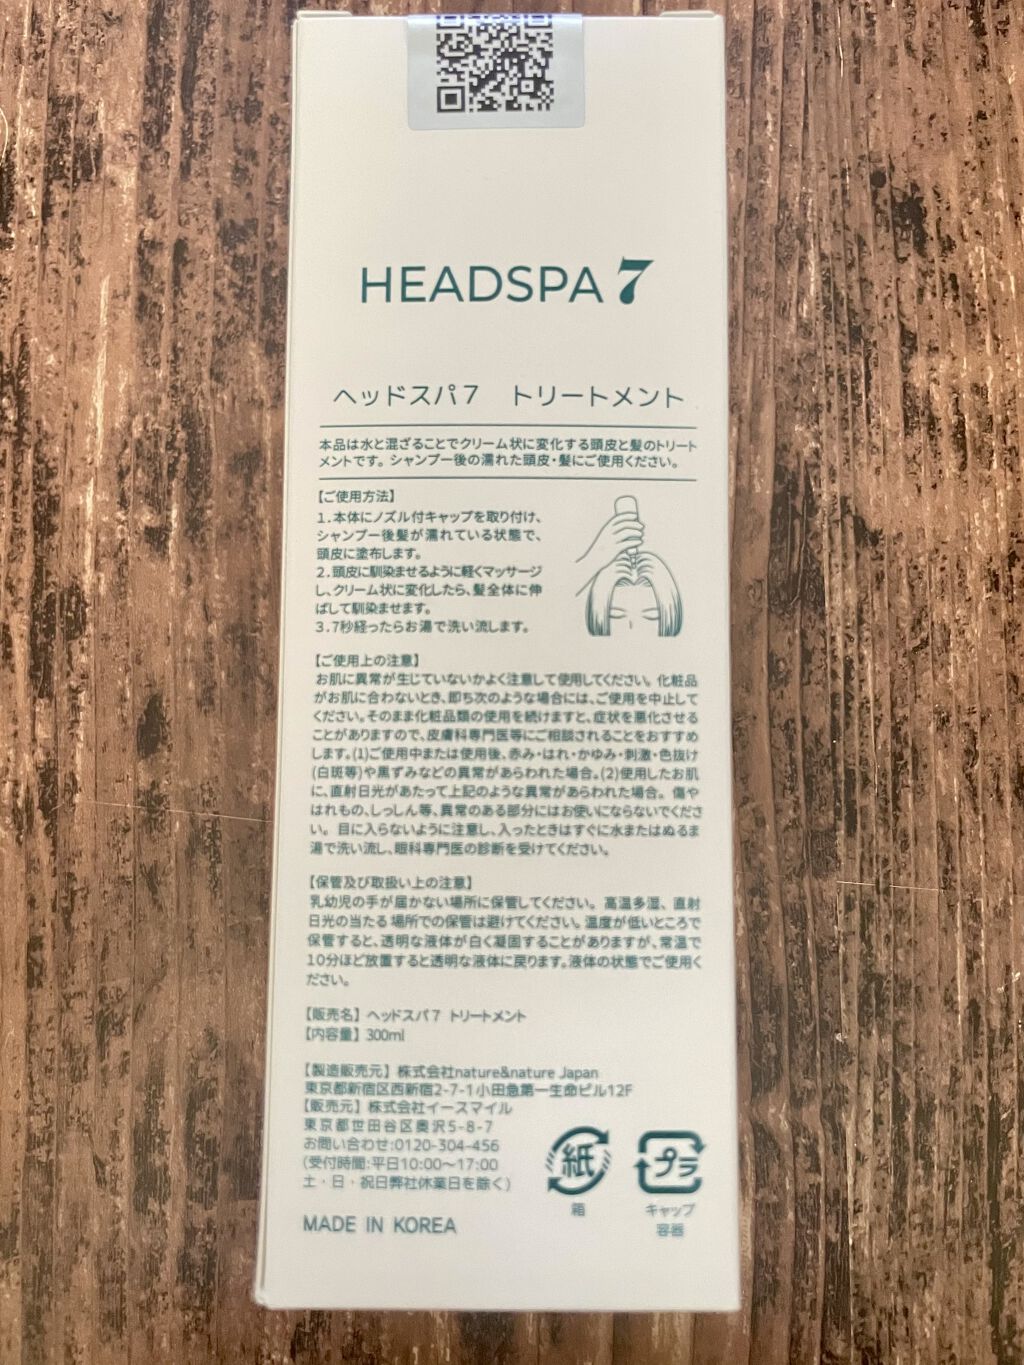 HEADSPA 7
ヘッドスパ7 トリートメント
本品は水と混ざることでクリーム状に変化する頭皮と髪のトリート
メントです。シャンプー後の濡れた頭皮・髪にご使用ください。
【ご使用方法】
1.本体にノズル付キャップを取り付け、
シャンプー後髪が濡れている状態で、
頭皮に塗布します。
2.頭皮に馴染ませるように軽くマッサージ
し、クリーム状に変化したら、髪全体に伸
ばして馴染ませます。
3.7秒経ったらお湯で洗い流します。
【ご使用上の注意】
お肌に異常が生じていないかよく注意して使用してください。化粧品
がお肌に合わないとき、即ち次のような場合には、ご使用を中止して
ください。そのまま化粧品類の使用を続けますと、症状を悪化させる
ことがありますので、皮膚科専門医等にご相談されることをおすすめ
します。(1)ご使用中または使用後、赤み・はれ・かゆみ・刺激・色抜け
(白斑等)や黒ずみなどの異常があらわれた場合。(2)使用したお肌
に、直射日光があたって上記のような異常があらわれた場合。傷や
はれもの、しっしん等、異常のある部分にはお使いにならないでくださ
い。目に入らないように注意し、入ったときはすぐに水またはぬるま
湯で洗い流し、眼科専門医の診断を受けてください。
【保管及び取扱い上の注意】
乳幼児の手が届かない場所に保管してください。高温多湿、直射
日光の当たる場所での保管は避けてください。温度が低いところで
保管すると、透明な液体が白く凝固することがありますが、常温で
10分ほど放置すると透明な液体に戻ります。液体の状態でご使用く
ださい。
【販売名】ヘッドスパ7 トリートメント
【内容量】300ml
【製造販売元】株式会社nature&nature Japan
東京都新宿区西新宿2-7-1小田急第一生命ビル12F
【販売元】株式会社イースマイル
東京都世田谷区奥沢5-8-7
お問い合わせ:0120-304-456
(受付時間:平日10:00〜17:00
土・日・祝日弊社休業日を除く)
MADE IN KOREA
紙
箱
プラ
キャップ
容器